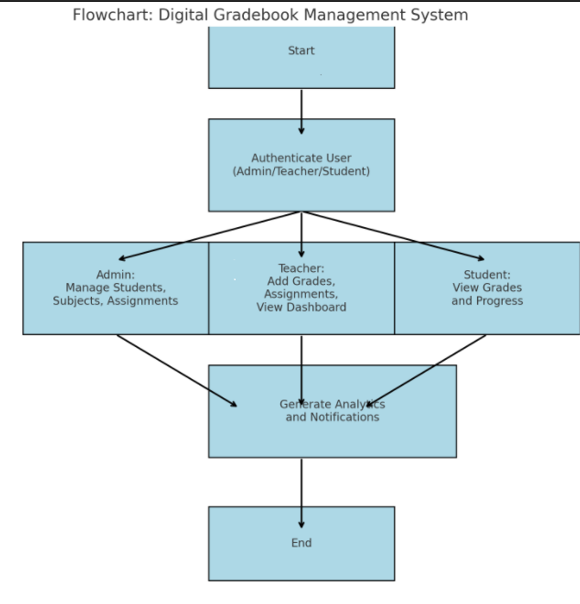 Flowchart: Digital Gradebook Management System
Start
Authenticate User
(Admin/Teacher/Student)
Admin:
Manage Students,
Subjects, Assignments
Teacher:
Add Grades,
Assignments,
View Dashboard
Student:
View Grades
and Progress
Generate Analytics
and Notifications
End